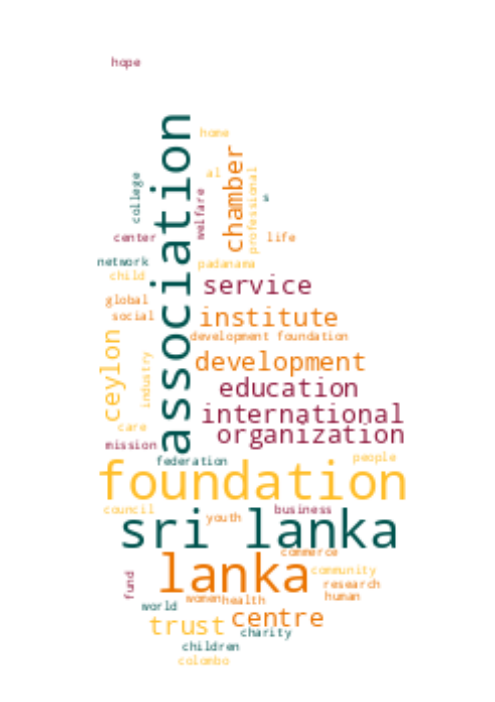 hope
association
home
chamber
al
college
professional
welfare
s
center
life
network
padanama
child
service
global
social
institute
development foundation
ceylon
industry
development
education
international
care
organization
mission
federation
people
foundation
council
business
youth
sri lanka
commerce
lanka
community
fund
research
women
health
human
world
centre
trust
charity
children
colombo